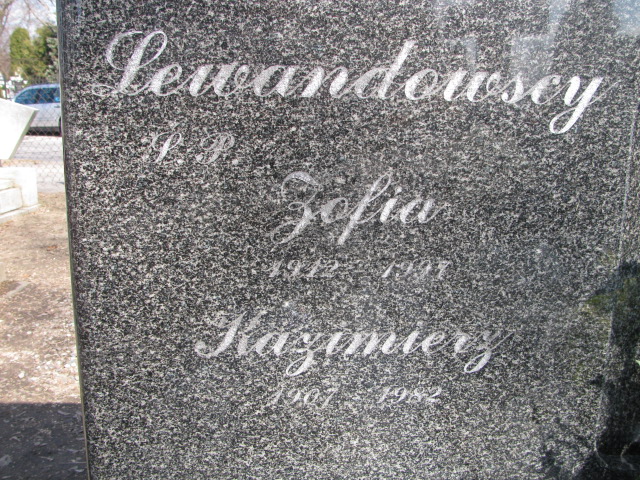 Lewandowscy
Ś. P.
Zofia
1912 - 1997
Kazimierz
1907 - 1982